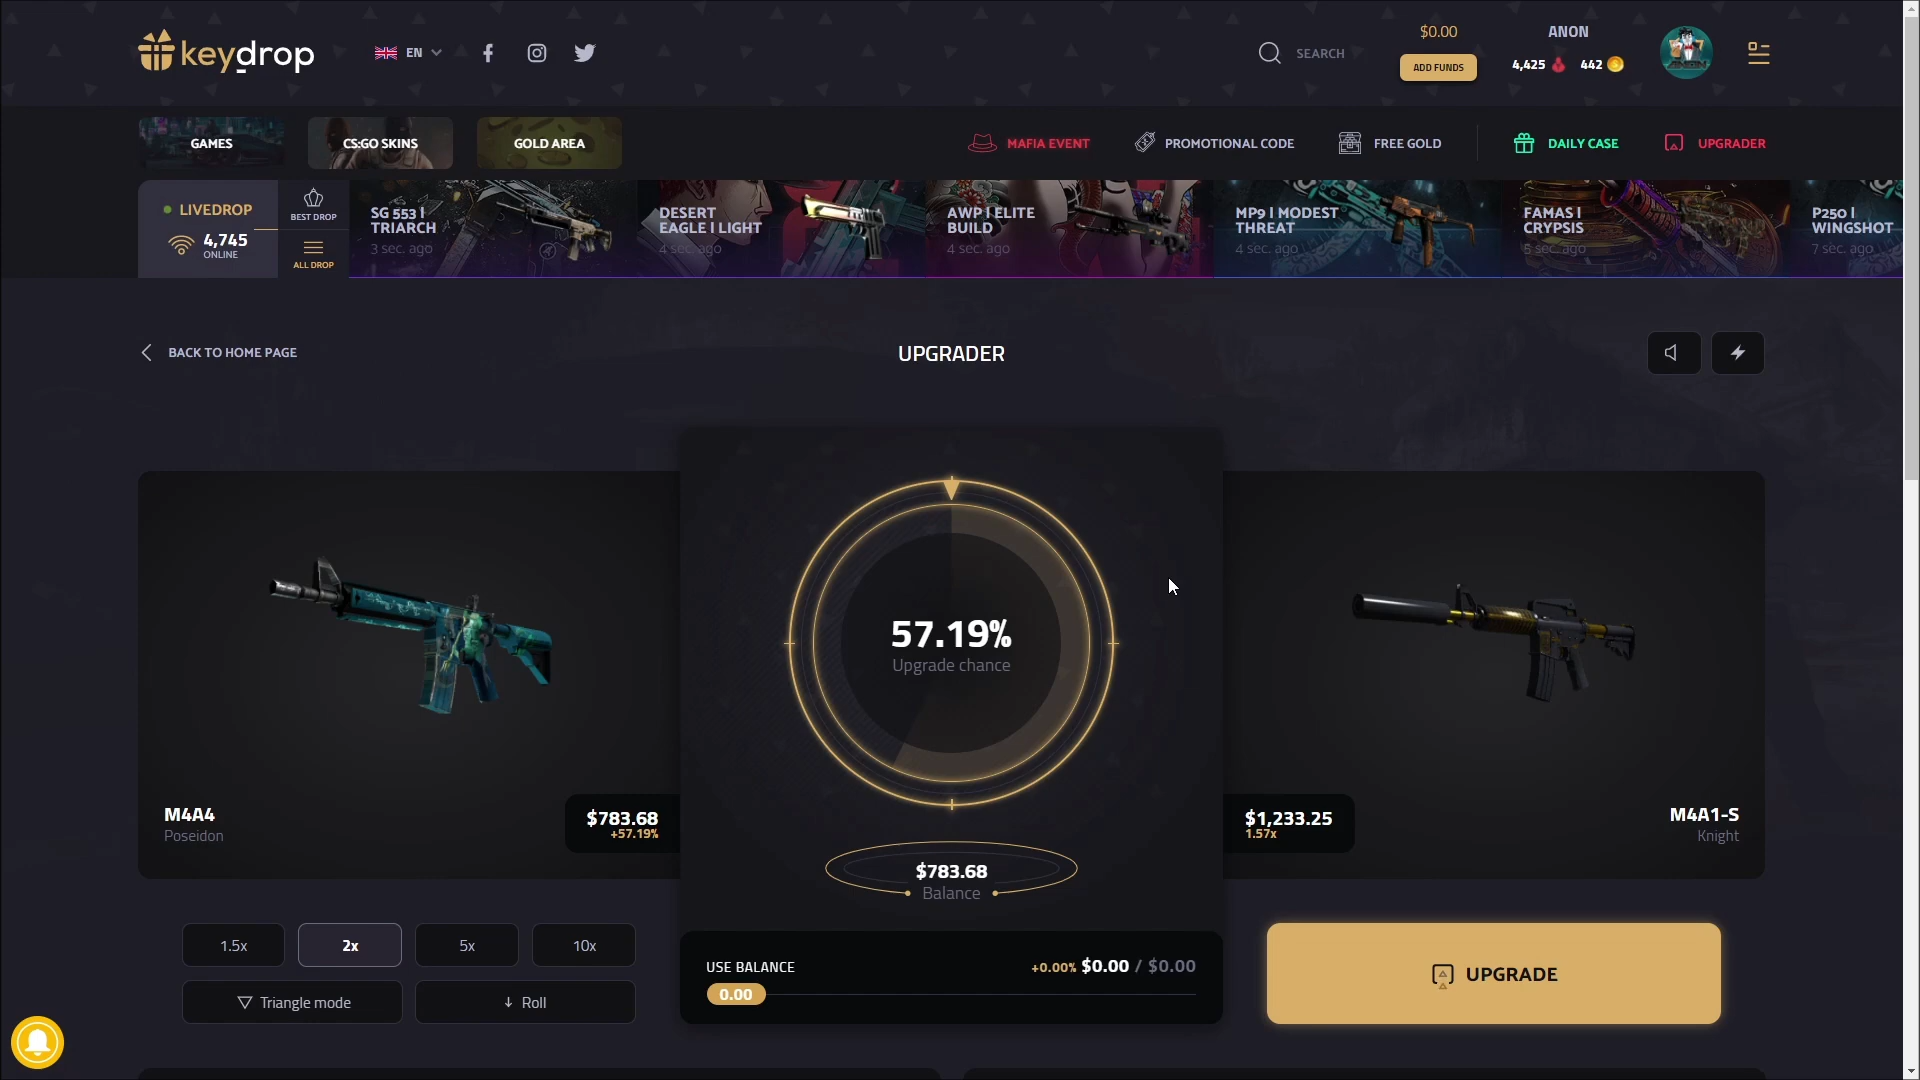 keydrop
EN
SEARCH
$0.00
ADD FUNDS
ANON
4,425
442
GAMES
CS:GO SKINS
GOLD AREA
MAFIA EVENT
PROMOTIONAL CODE
FREE GOLD
DAILY CASE
UPGRADER
LIVEDROP
4,745
ONLINE
BEST DROP
ALL DROP
SG 553 |
TRIARCH
3 sec. ago
DESERT
EAGLE | LIGHT
4 sec. ago
AWP | ELITE
BUILD
4 sec. ago
MP9 | MODEST
THREAT
4 sec. ago
FAMAS |
CRYPSIS
5 sec. ago
P250 |
WINGSHOT
7 sec. ago
BACK TO HOME PAGE
UPGRADER
57.19%
Upgrade chance
M4A4
Poseidon
$783.68
+57.19%
$1,233.25
1.57x
M4A1-S
Knight
$783.68
Balance
1.5x
2x
5x
10x
Triangle mode
Roll
USE BALANCE
+0.00% $0.00 / $0.00
0.00
UPGRADE